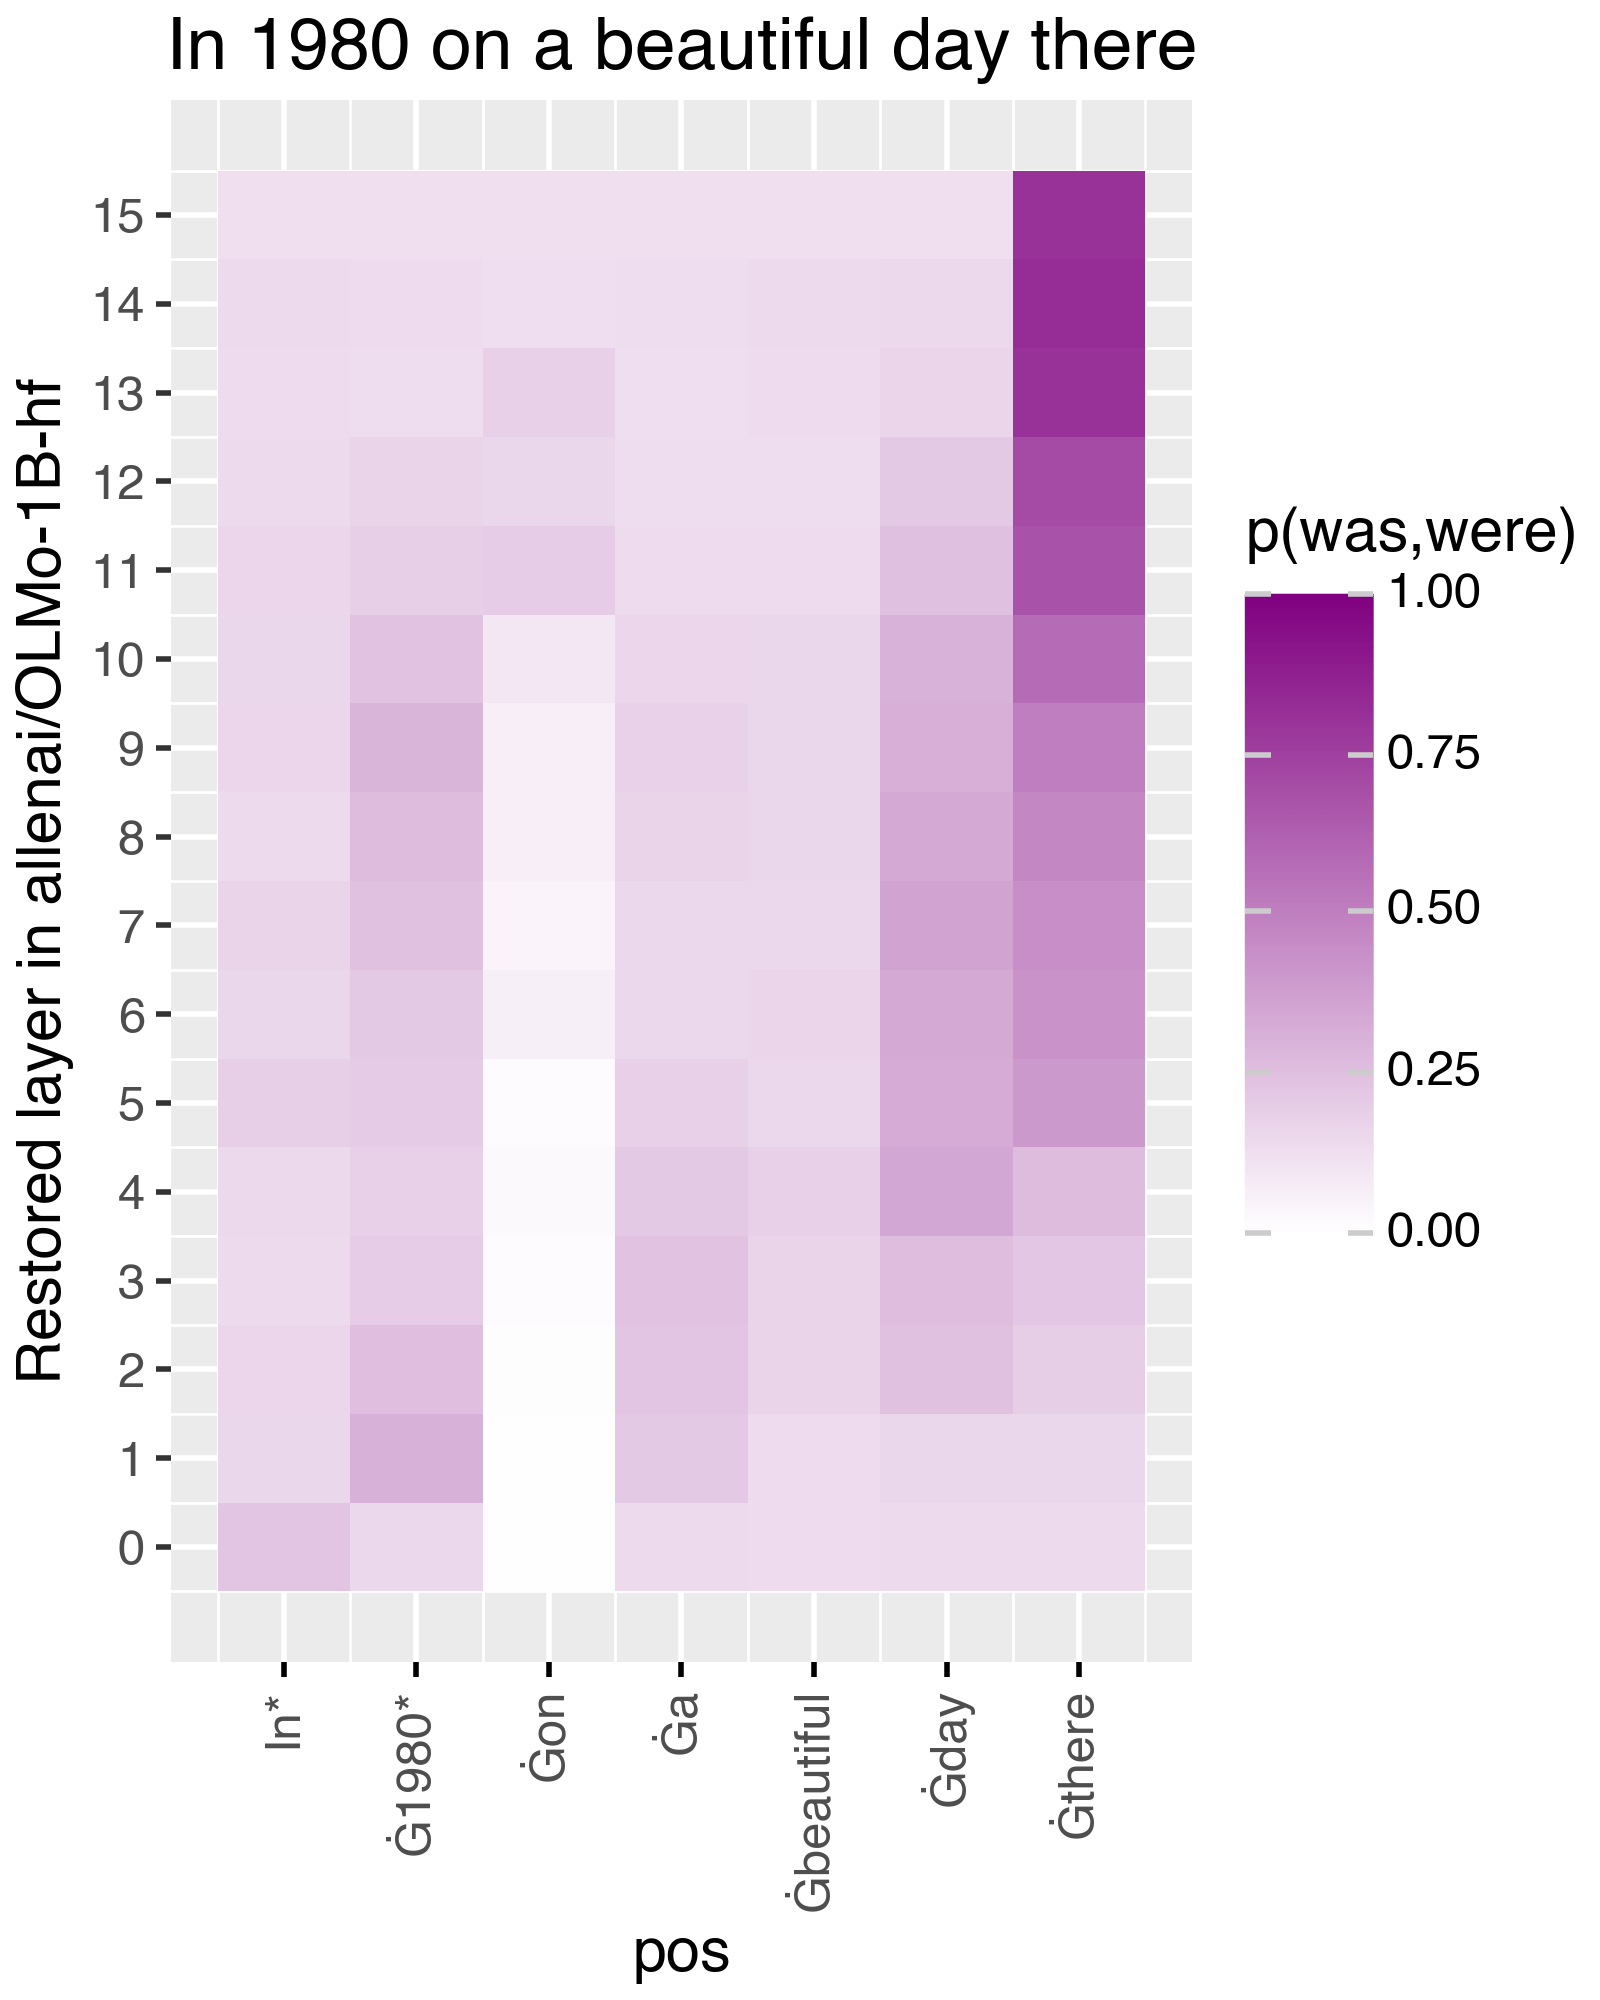 In 1980 on a beautiful day there
Restored layer in allenai/OLMo-1B-hf
15
14
13
12
11
10
9
8
7
6
5
4
3
2
1
0
In*
Ġ1980*
Ġon
Ġa
Ġbeautiful
Ġday
Ġthere
pos
p(was,were)
1.00
0.75
0.50
0.25
0.00